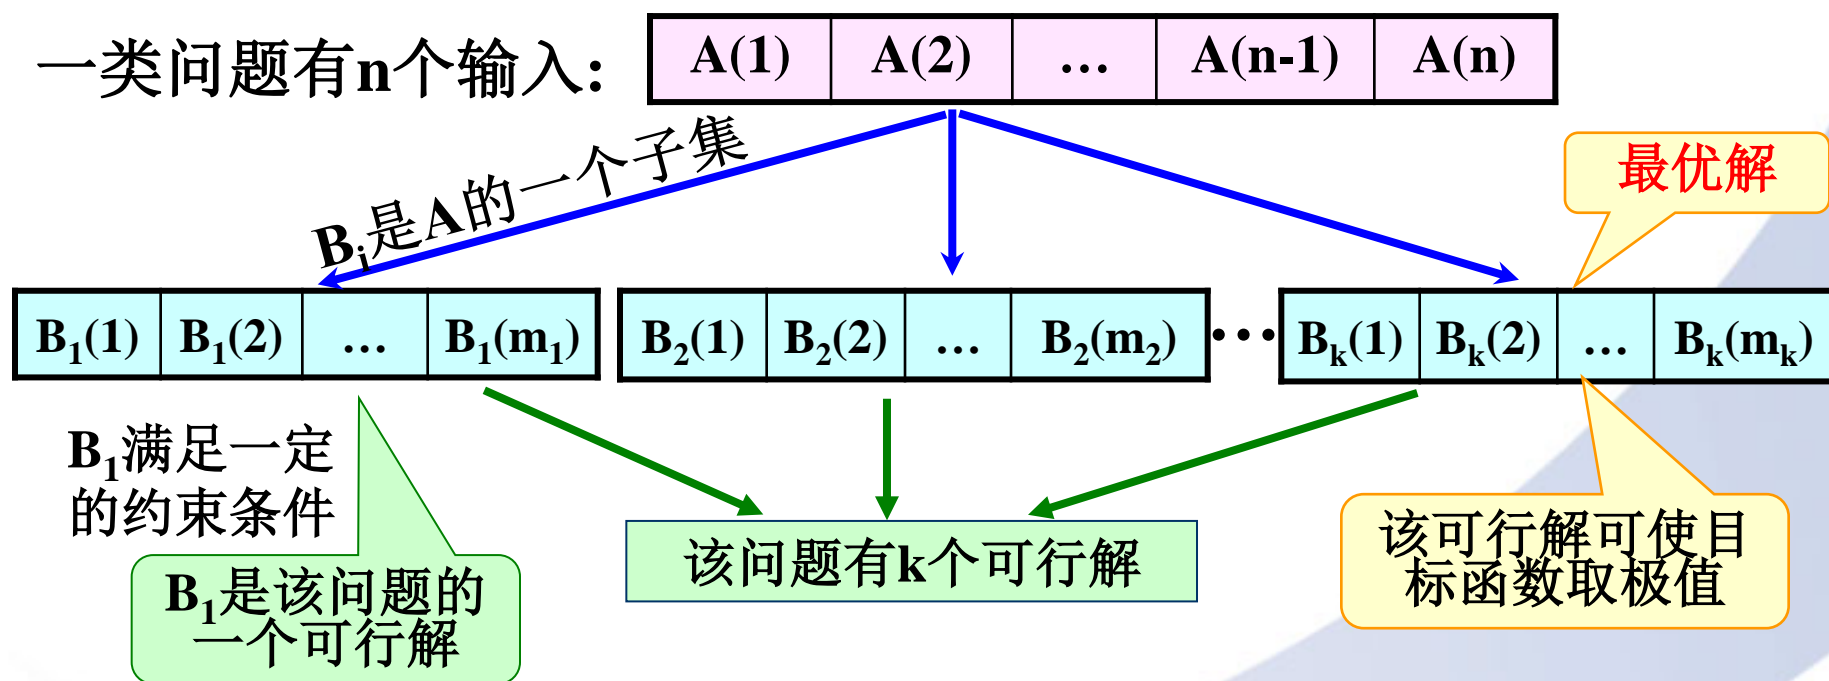 一类问题有n个输入:
A(1) A(2) … A(n-1) A(n)
Bi是A的一个子集
最优解
B1(1) B1(2) … B1(m1)
B2(1) B2(2) … B2(m2)
…
Bk(1) Bk(2) … Bk(mk)
B1满足一定
的约束条件
B1是该问题的
一个可行解
该问题有k个可行解
该可行解可使目
标函数取极值